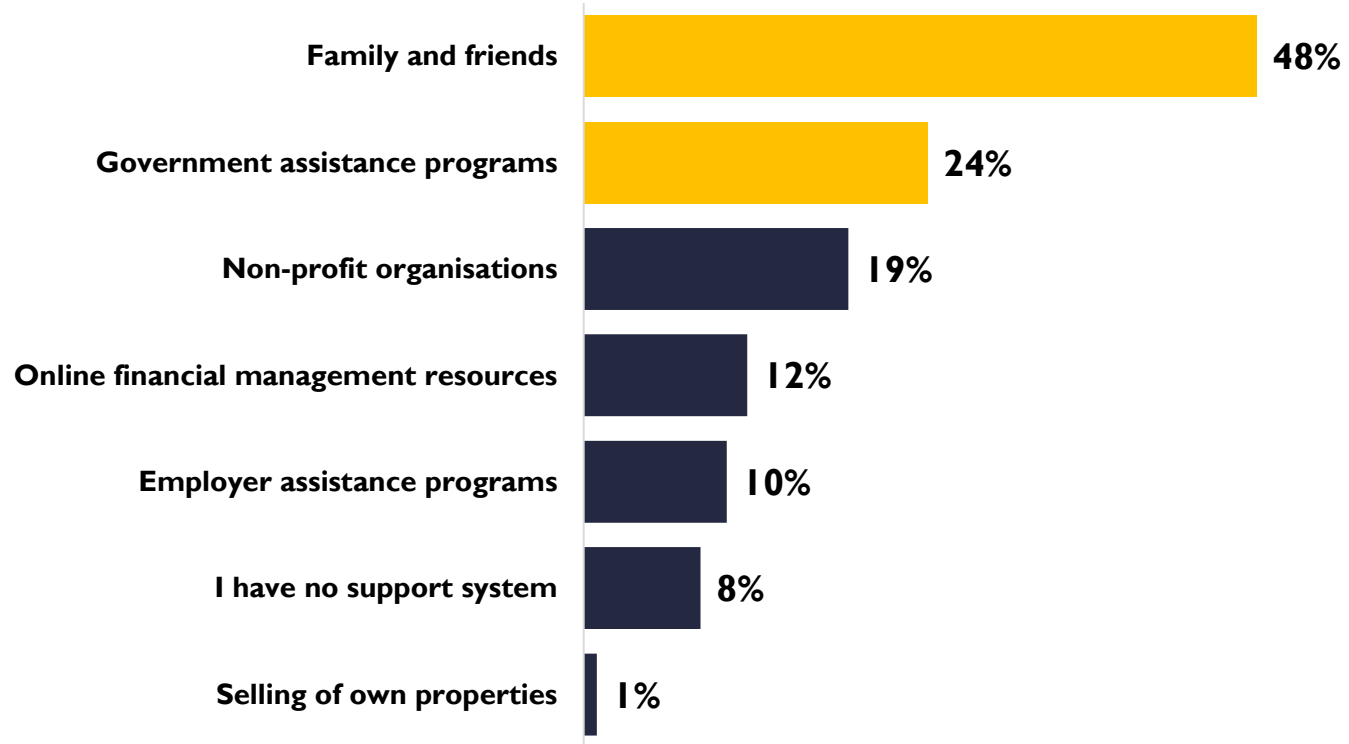 Family and friends 48%
Government assistance programs 24%
Non-profit organisations 19%
Online financial management resources 12%
Employer assistance programs 10%
I have no support system 8%
Selling of own properties 1%